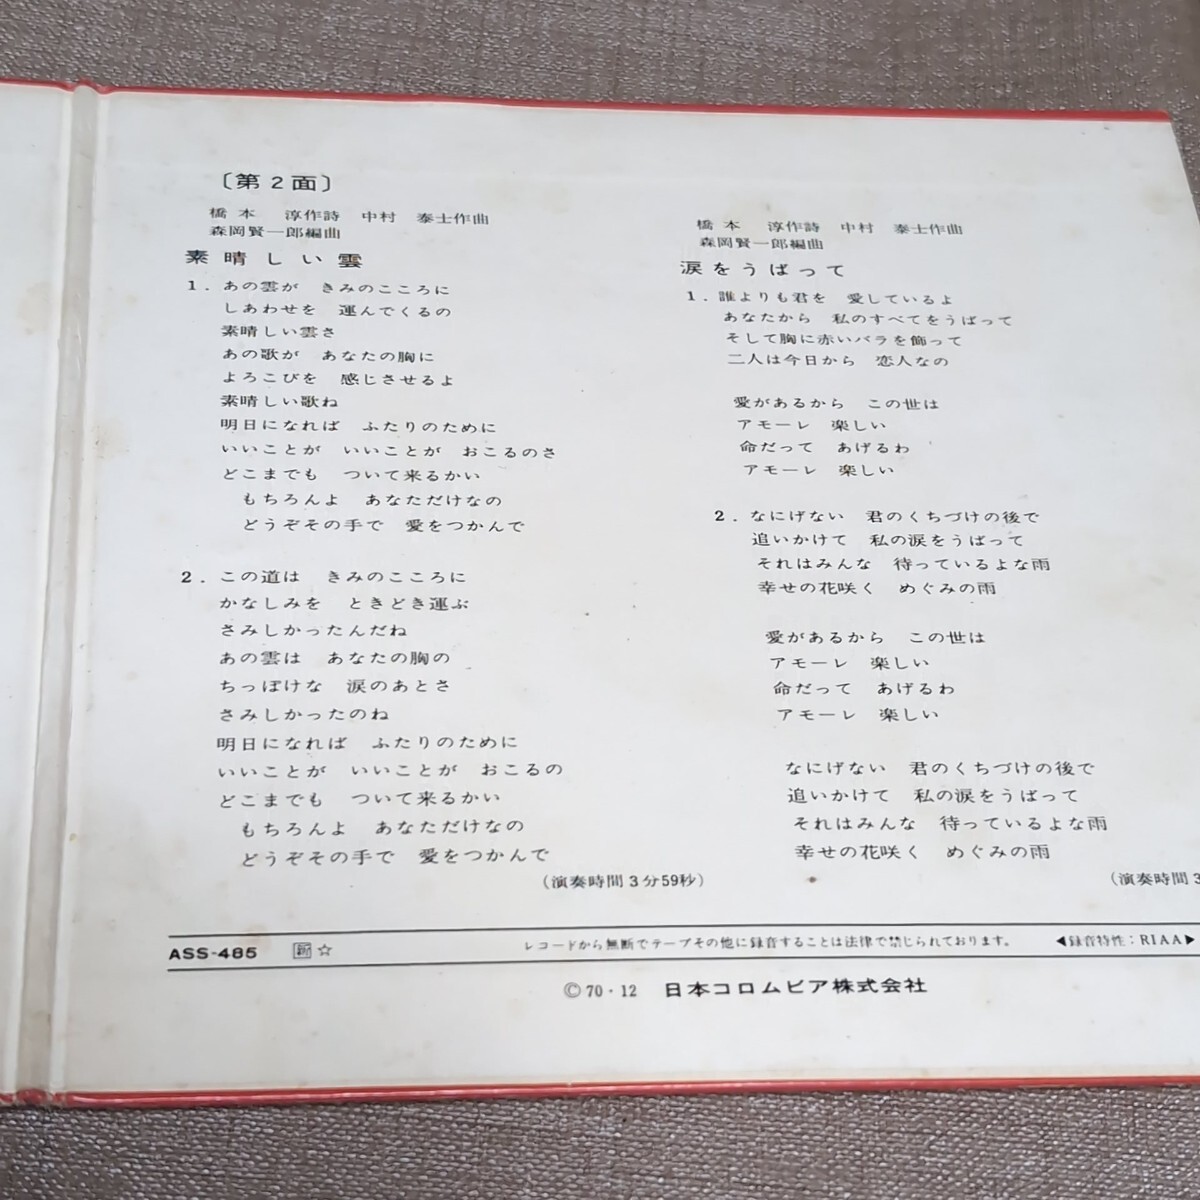 〔第2面〕
橋本 淳作詩 中村 泰士作曲
森岡賢一郎編曲
素晴しい雲
1. あの雲が きみのこころに
しあわせを 運んでくるの
素晴しい雲さ
あの歌が あなたの胸に
よろこびを 感じさせるよ
素晴しい歌ね
明日になれば ふたりのために
いいことが いいことが おこるのさ
どこまでも ついて来るかい
もちろんよ あなただけなの
どうぞその手で 愛をつかんで
2. この道は きみのこころに
かなしみを ときどき運ぶ
さみしかったんだね
あの雲は あなたの胸の
ちっぽけな 涙のあとさ
さみしかったのね
明日になれば ふたりのために
いいことが いいことが おこるの
どこまでも ついて来るかい
もちろんよ あなただけなの
どうぞその手で 愛をつかんで
(演奏時間3分59秒)
橋本 淳作詩 中村 泰士作曲
森岡賢一郎編曲
涙をうばって
1. 誰よりも君を 愛しているよ
あなたから 私のすべてをうばって
そして胸に赤いバラを飾って
二人は今日から 恋人なの
愛があるから この世は
アモーレ 楽しい
命だって あげるわ
アモーレ 楽しい
2. なにげない 君のくちづけの後で
追いかけて 私の涙をうばって
それはみんな 待っているよな雨
幸せの花咲く めぐみの雨
愛があるから この世は
アモーレ 楽しい
命だって あげるわ
アモーレ 楽しい
なにげない 君のくちづけの後で
追いかけて 私の涙をうばって
それはみんな 待っているよな雨
幸せの花咲く めぐみの雨
(演奏時間3
ASS-485 新☆ レコードから無断でテープその他に録音することは法律で禁じられております。 ◀録音特性：RIAA▶
©70・12 日本コロムビア株式会社